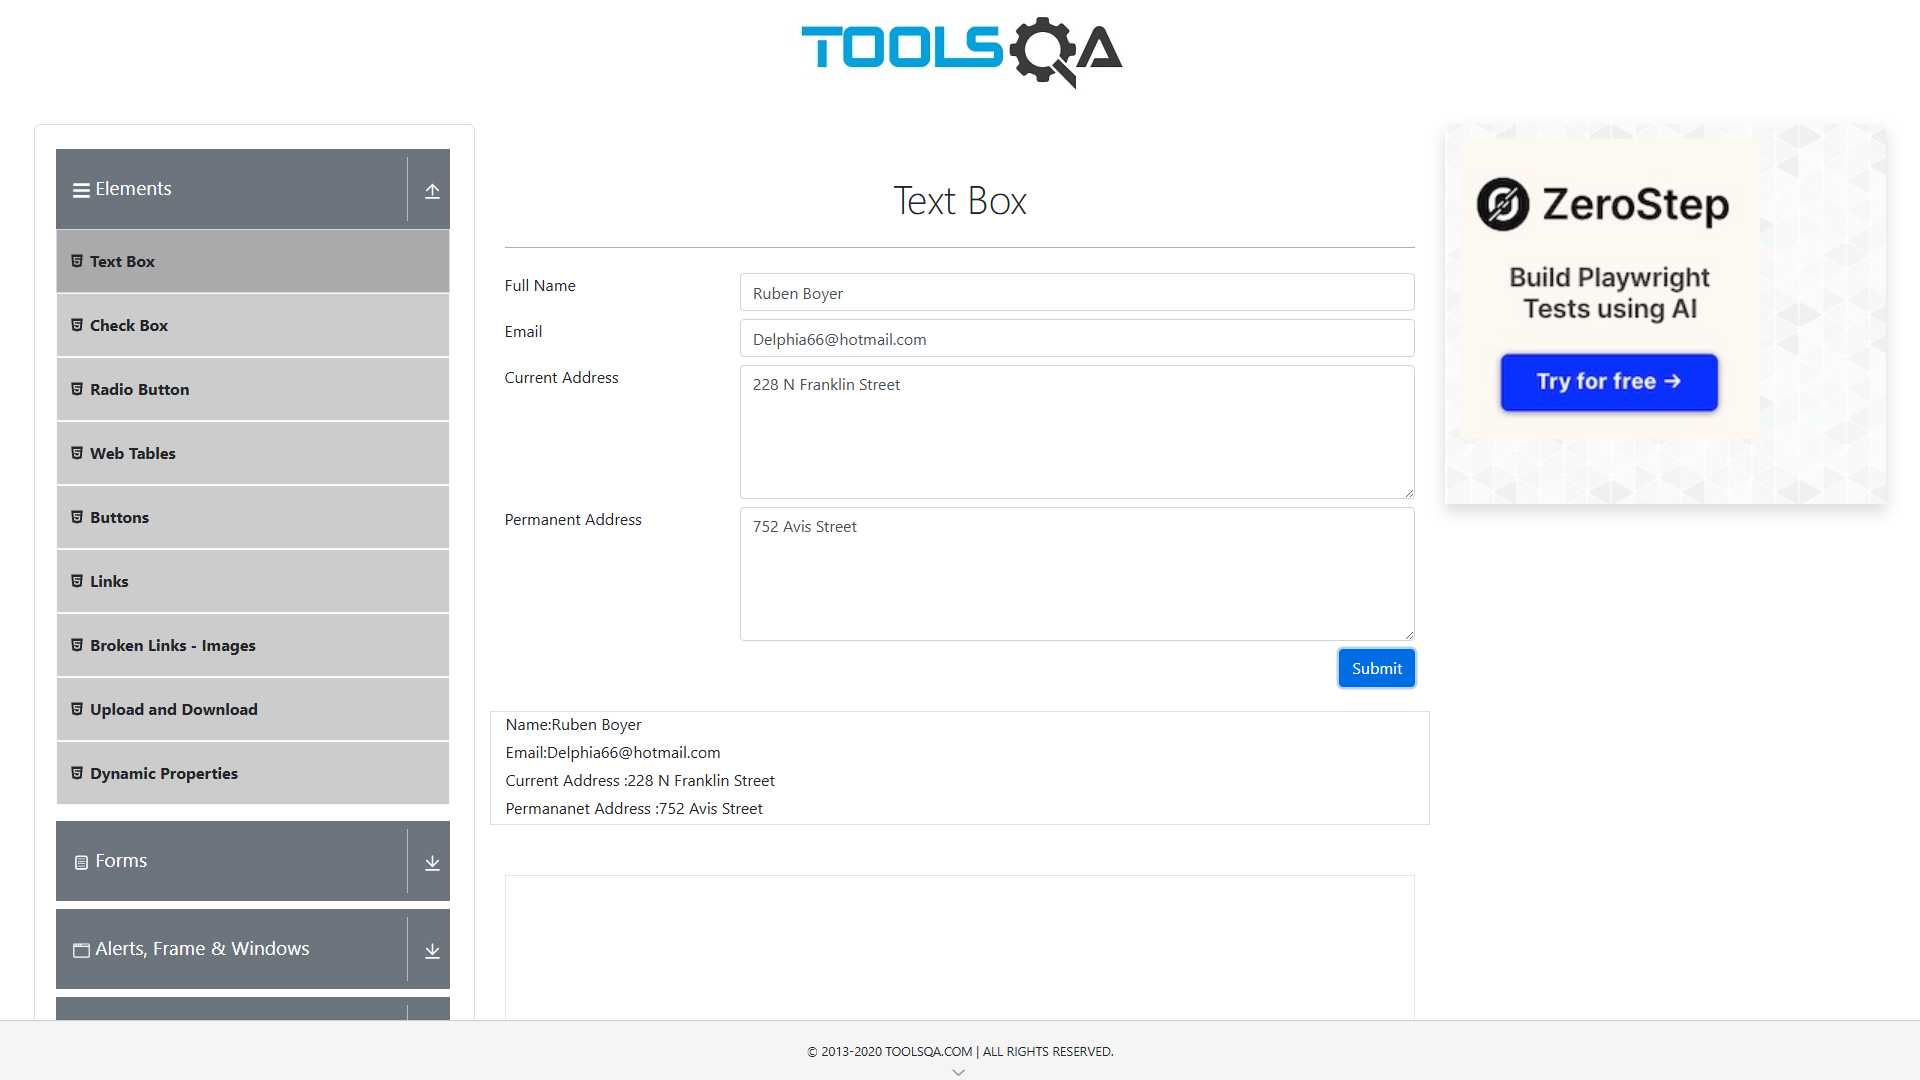 TOOLSQA
Elements
Text Box
Check Box
Radio Button
Web Tables
Buttons
Links
Broken Links - Images
Upload and Download
Dynamic Properties
Forms
Alerts, Frame & Windows
Text Box
Full Name
Ruben Boyer
Email
Delphia66@hotmail.com
Current Address
228 N Franklin Street
Permanent Address
752 Avis Street
Submit
Name:Ruben Boyer
Email:Delphia66@hotmail.com
Current Address :228 N Franklin Street
Permananet Address :752 Avis Street
ZeroStep
Build Playwright
Tests using AI
Try for free →
© 2013-2020 TOOLSQA.COM | ALL RIGHTS RESERVED.